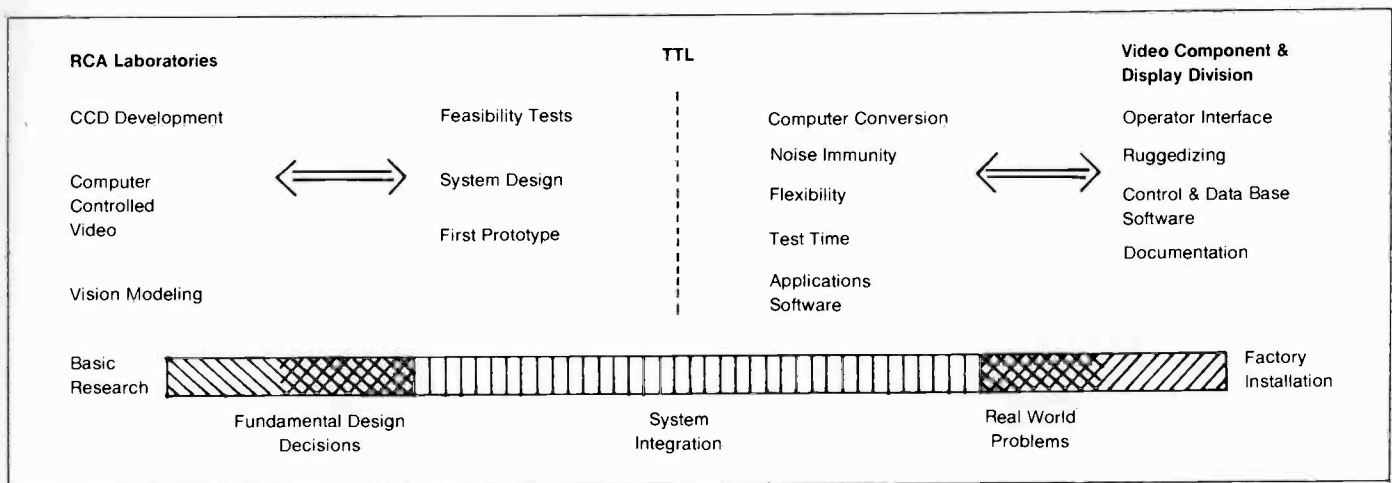 RCA Laboratories
CCD Development
Computer
Controlled
Video
Vision Modeling
TTL
Feasibility Tests
System Design
First Prototype
Computer Conversion
Noise Immunity
Flexibility
Test Time
Applications
Software
Video Component &
Display Division
Operator Interface
Ruggedizing
Control & Data Base
Software
Documentation
Basic
Research
Factory
Installation
Fundamental Design
Decisions
System
Integration
Real World
Problems